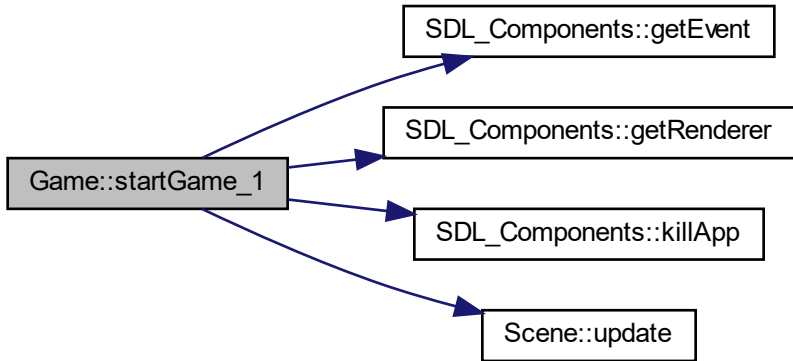 SDL_Components::getEvent
SDL_Components::getRenderer
Game::startGame_1
SDL_Components::killApp
Scene::update